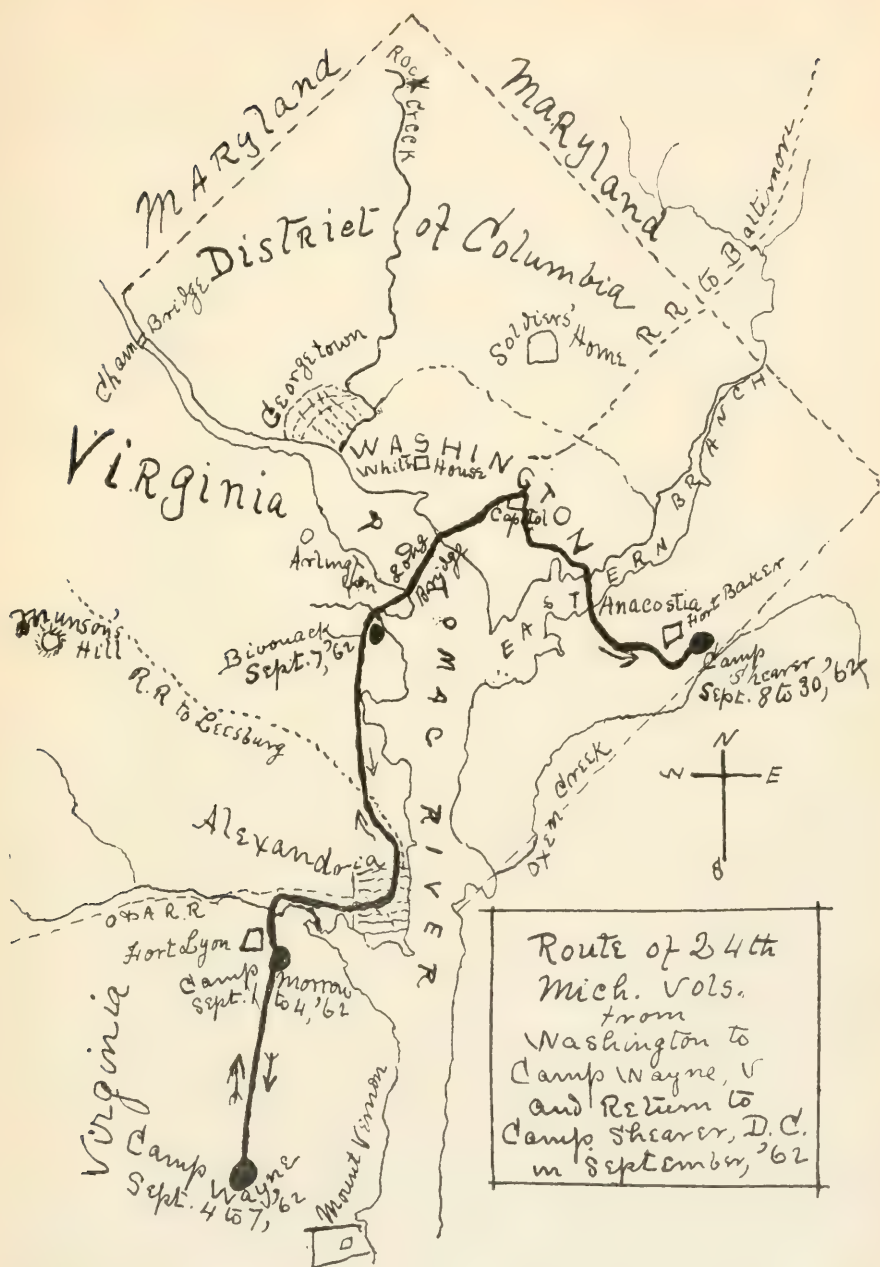 Maryland
Maryland
Rock Creek
District of Columbia
RR to Baltimore
Chain Bridge
Georgetown
Soldiers'
Home
Virginia
WASHINGTON
White House
Capitol
Arlington
Long
Bridge
EASTERN BRANCH
Anacostia
Fort Baker
Munson's
Hill
Bivouack
Sept. 7, '62
Camp
Shearer
Sept. 8 to 30, '62
R.R to Leesburg
POTOMAC RIVER
N
W E
S
Oxem Creek
Alexandria
O & A R.R
Fort Lyon
Camp Morrow
Sept. 1 to 4, '62
Virginia
Camp Wayne
Sept. 4 to 7, '62
Mount Vernon
Route of 24th
Mich. Vols.
from
Washington to
Camp Wayne, V
and Return to
Camp Shearer, D.C.
in September, '62